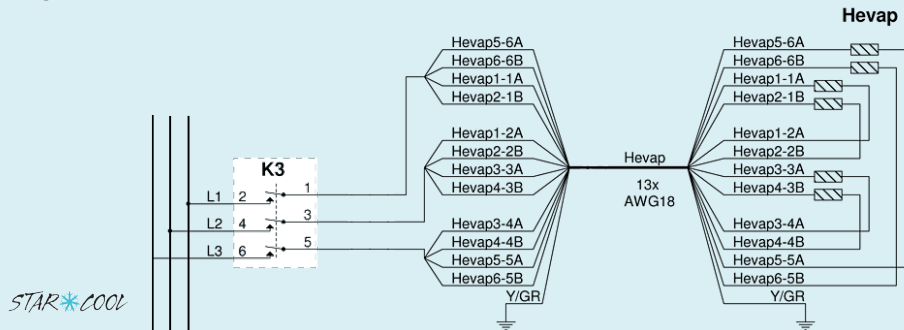 Hevap
Hevap5-6A
Hevap6-6B
Hevap1-1A
Hevap2-1B
Hevap1-2A
Hevap2-2B
Hevap3-3A
Hevap4-3B
Hevap3-4A
Hevap4-4B
Hevap5-5A
Hevap6-5B
Y/GR
K3
L1 2 1
L2 4 3
L3 6 5
Hevap
13x
AWG18
Hevap5-6A
Hevap6-6B
Hevap1-1A
Hevap2-1B
Hevap1-2A
Hevap2-2B
Hevap3-3A
Hevap4-3B
Hevap3-4A
Hevap4-4B
Hevap5-5A
Hevap6-5B
Y/GR
STAR COOL